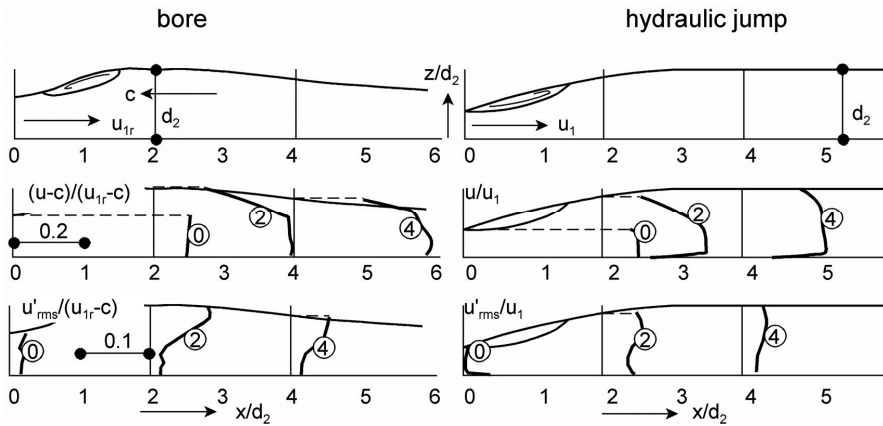 bore
hydraulic jump
z/d₂
c
u₁ᵣ
d₂
u₁
d₂
0 1 2 3 4 5 6
0 1 2 3 4 5
(u-c)/(u₁ᵣ-c)
u/u₁
0 2 4
0 2 4
0.2
0 1 2 3 4 5 6
0 1 2 3 4 5
u'rms/(u₁ᵣ-c)
u'rms/u₁
0 2 4
0 2 4
0.1
0 1 2 3 4 5 6
0 1 2 3 4 5
x/d₂
x/d₂